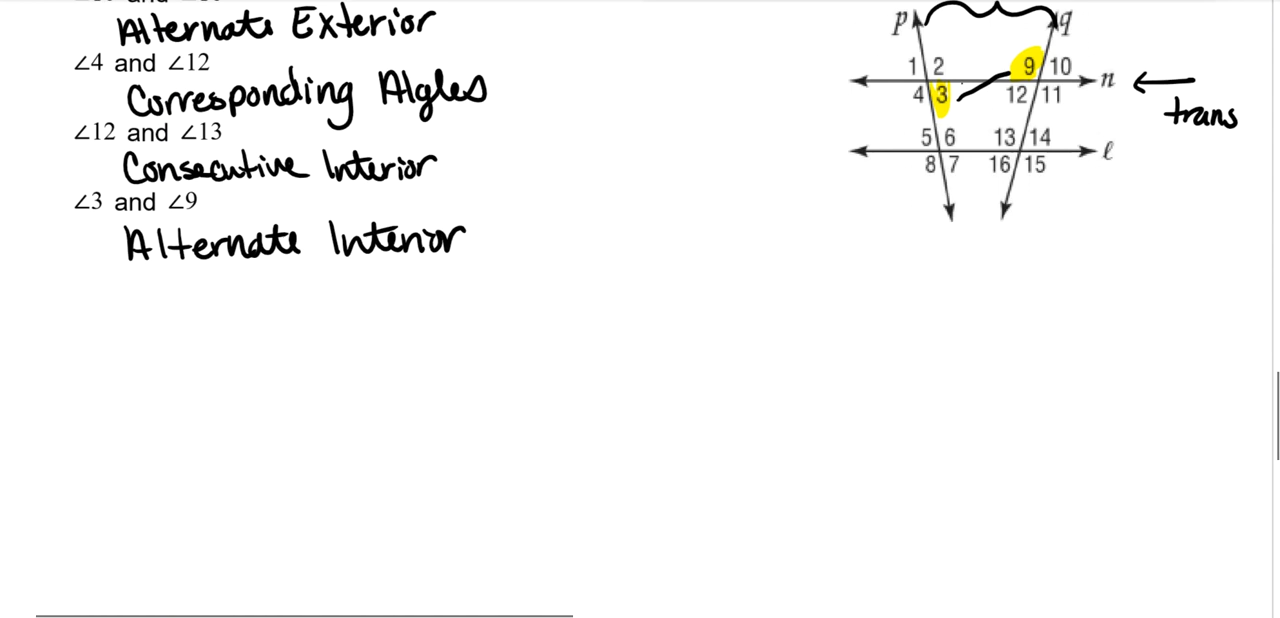 Alternate Exterior
∠4 and ∠12
Corresponding Algles
∠12 and ∠13
Consecutive Interior
∠3 and ∠9
Alternate Interior
p q
1 2 9 10 n
4 3 12 11
trans
5 6 13 14 ℓ
8 7 16 15